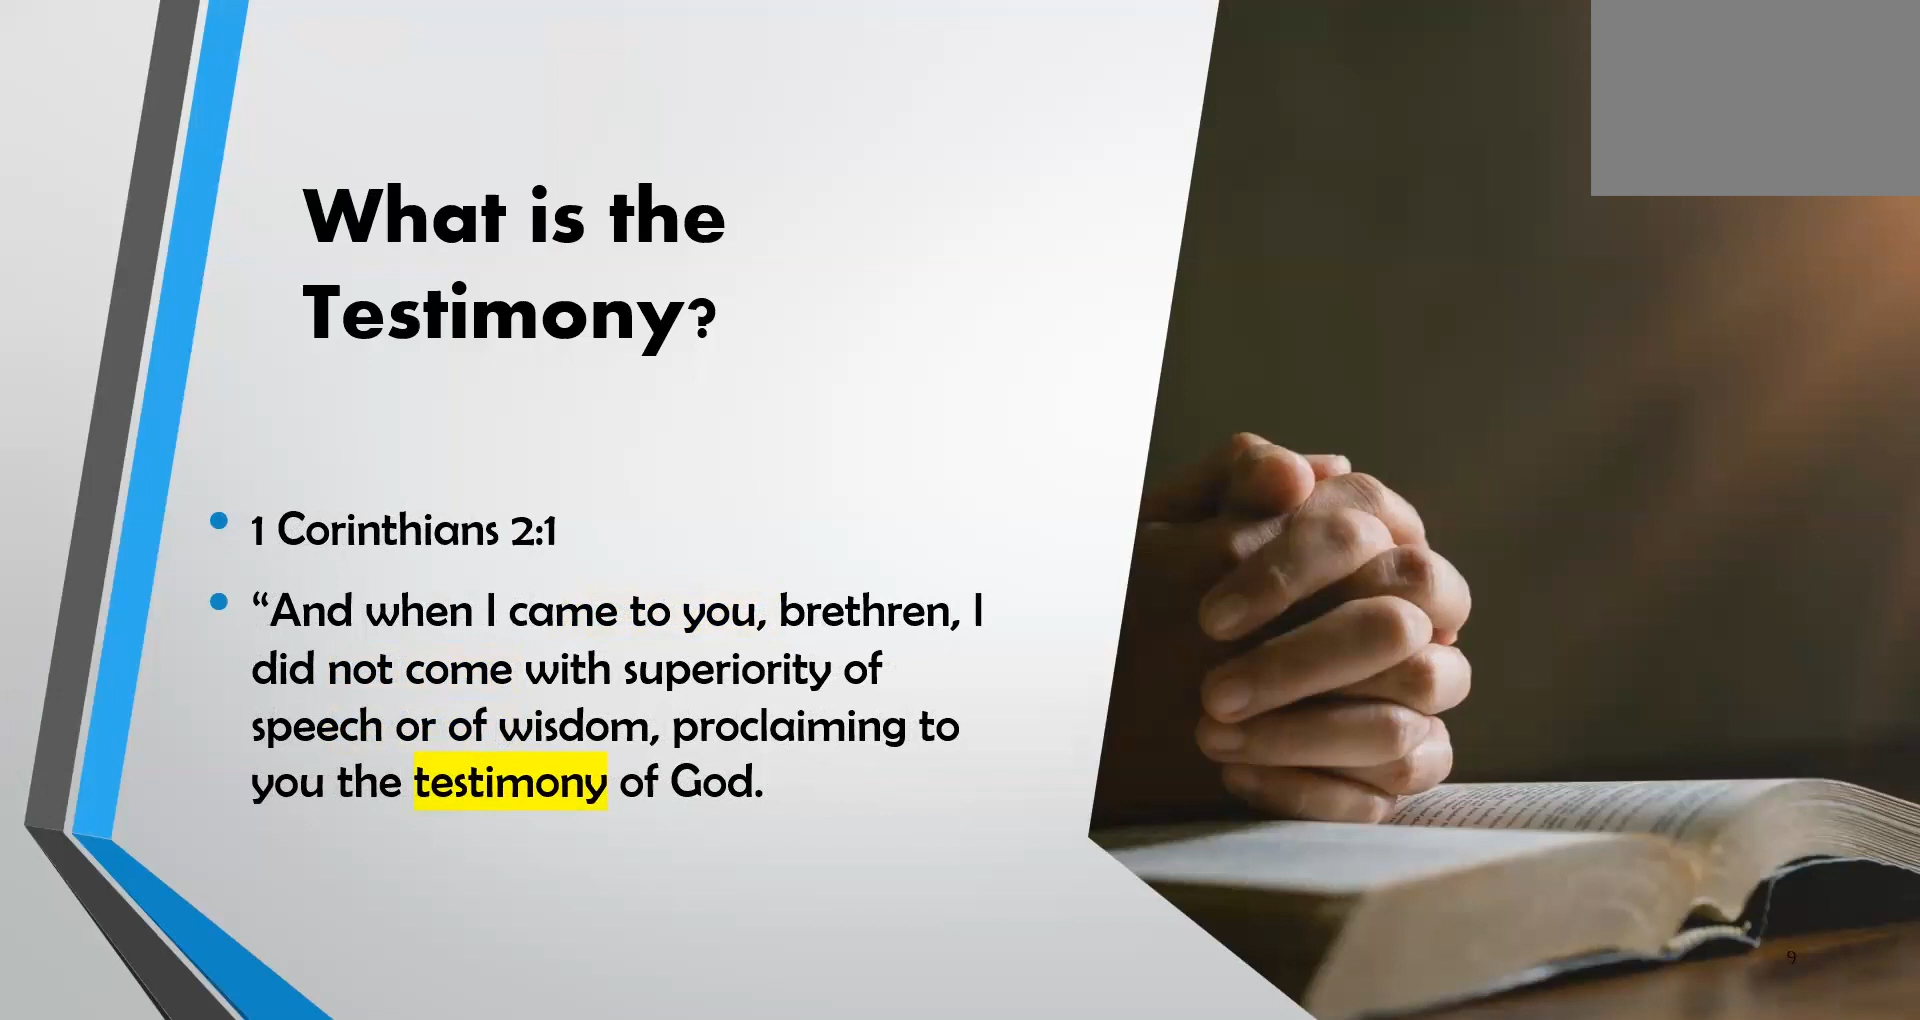 What is the
Testimony?
• 1 Corinthians 2:1
• “And when I came to you, brethren, I
did not come with superiority of
speech or of wisdom, proclaiming to
you the testimony of God.
9